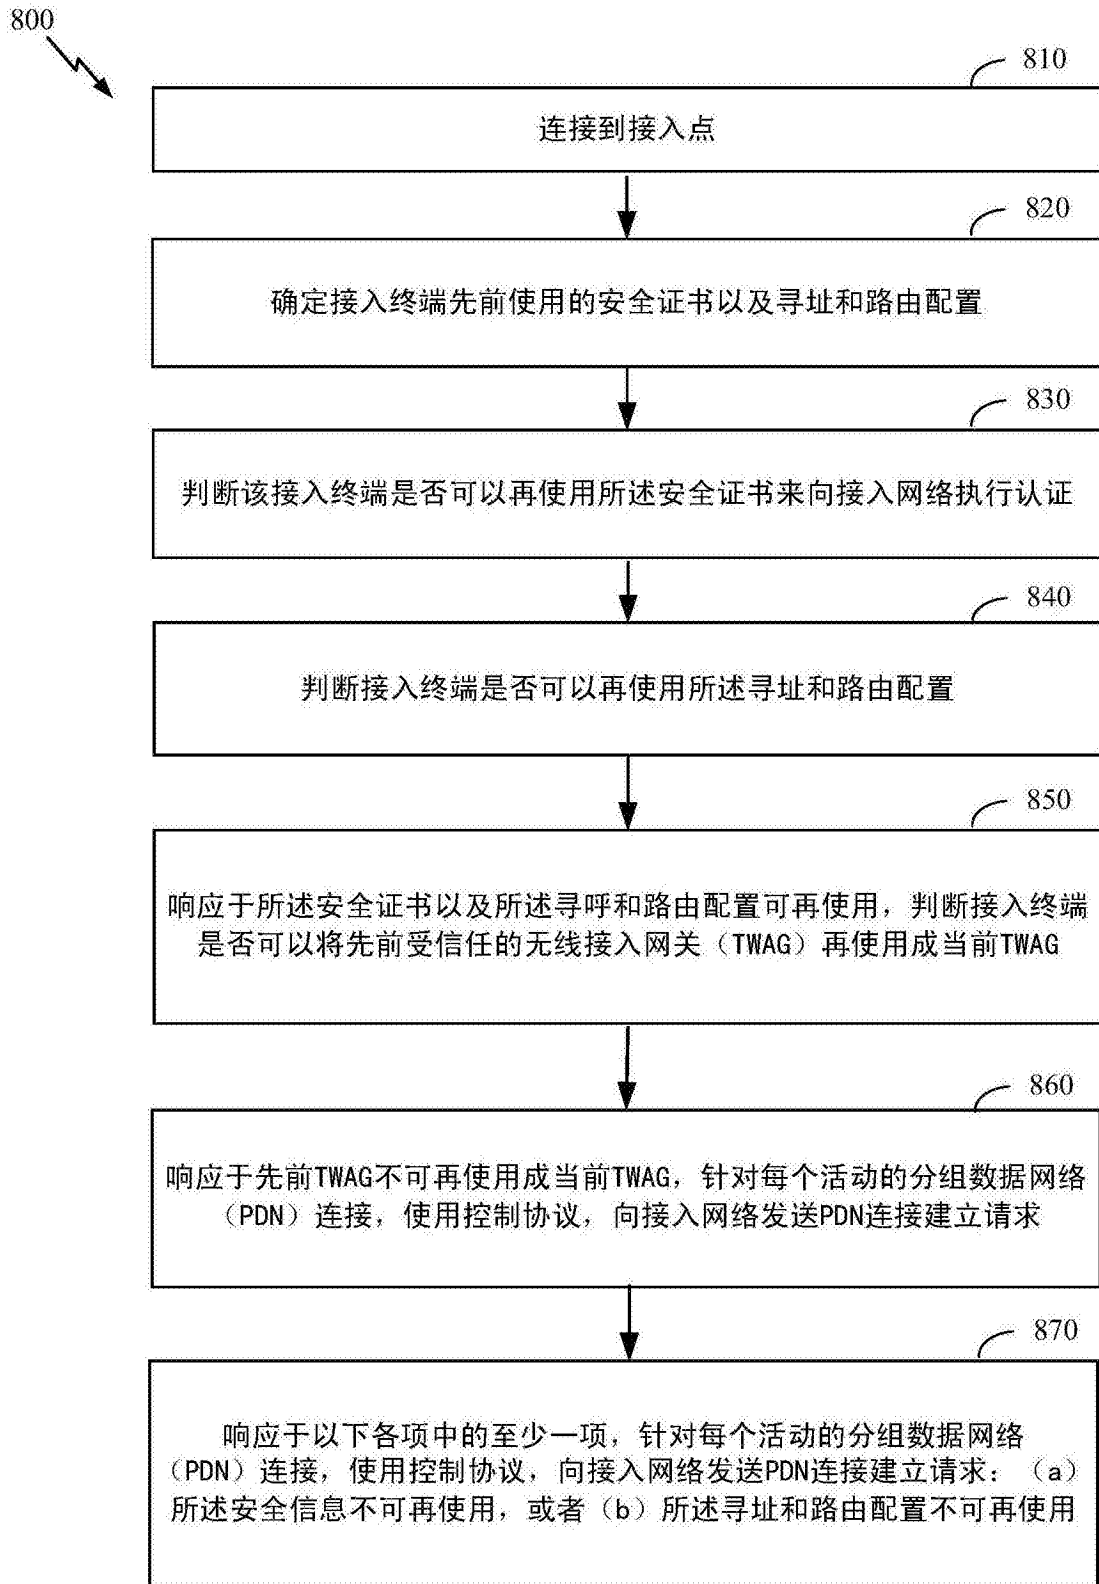 800
810
连接到接入点
820
确定接入终端先前使用的安全证书以及寻址和路由配置
830
判断该接入终端是否可以再使用所述安全证书来向接入网络执行认证
840
判断接入终端是否可以再使用所述寻址和路由配置
850
响应于所述安全证书以及所述寻呼和路由配置可再使用，判断接入终端
是否可以将先前受信任的无线接入网关（TWAG）再使用成当前TWAG
860
响应于先前TWAG不可再使用成当前TWAG，针对每个活动的分组数据网络
（PDN）连接，使用控制协议，向接入网络发送PDN连接建立请求
870
响应于以下各项中的至少一项，针对每个活动的分组数据网络
（PDN）连接，使用控制协议，向接入网络发送PDN连接建立请求：（a）
所述安全信息不可再使用，或者（b）所述寻址和路由配置不可再使用